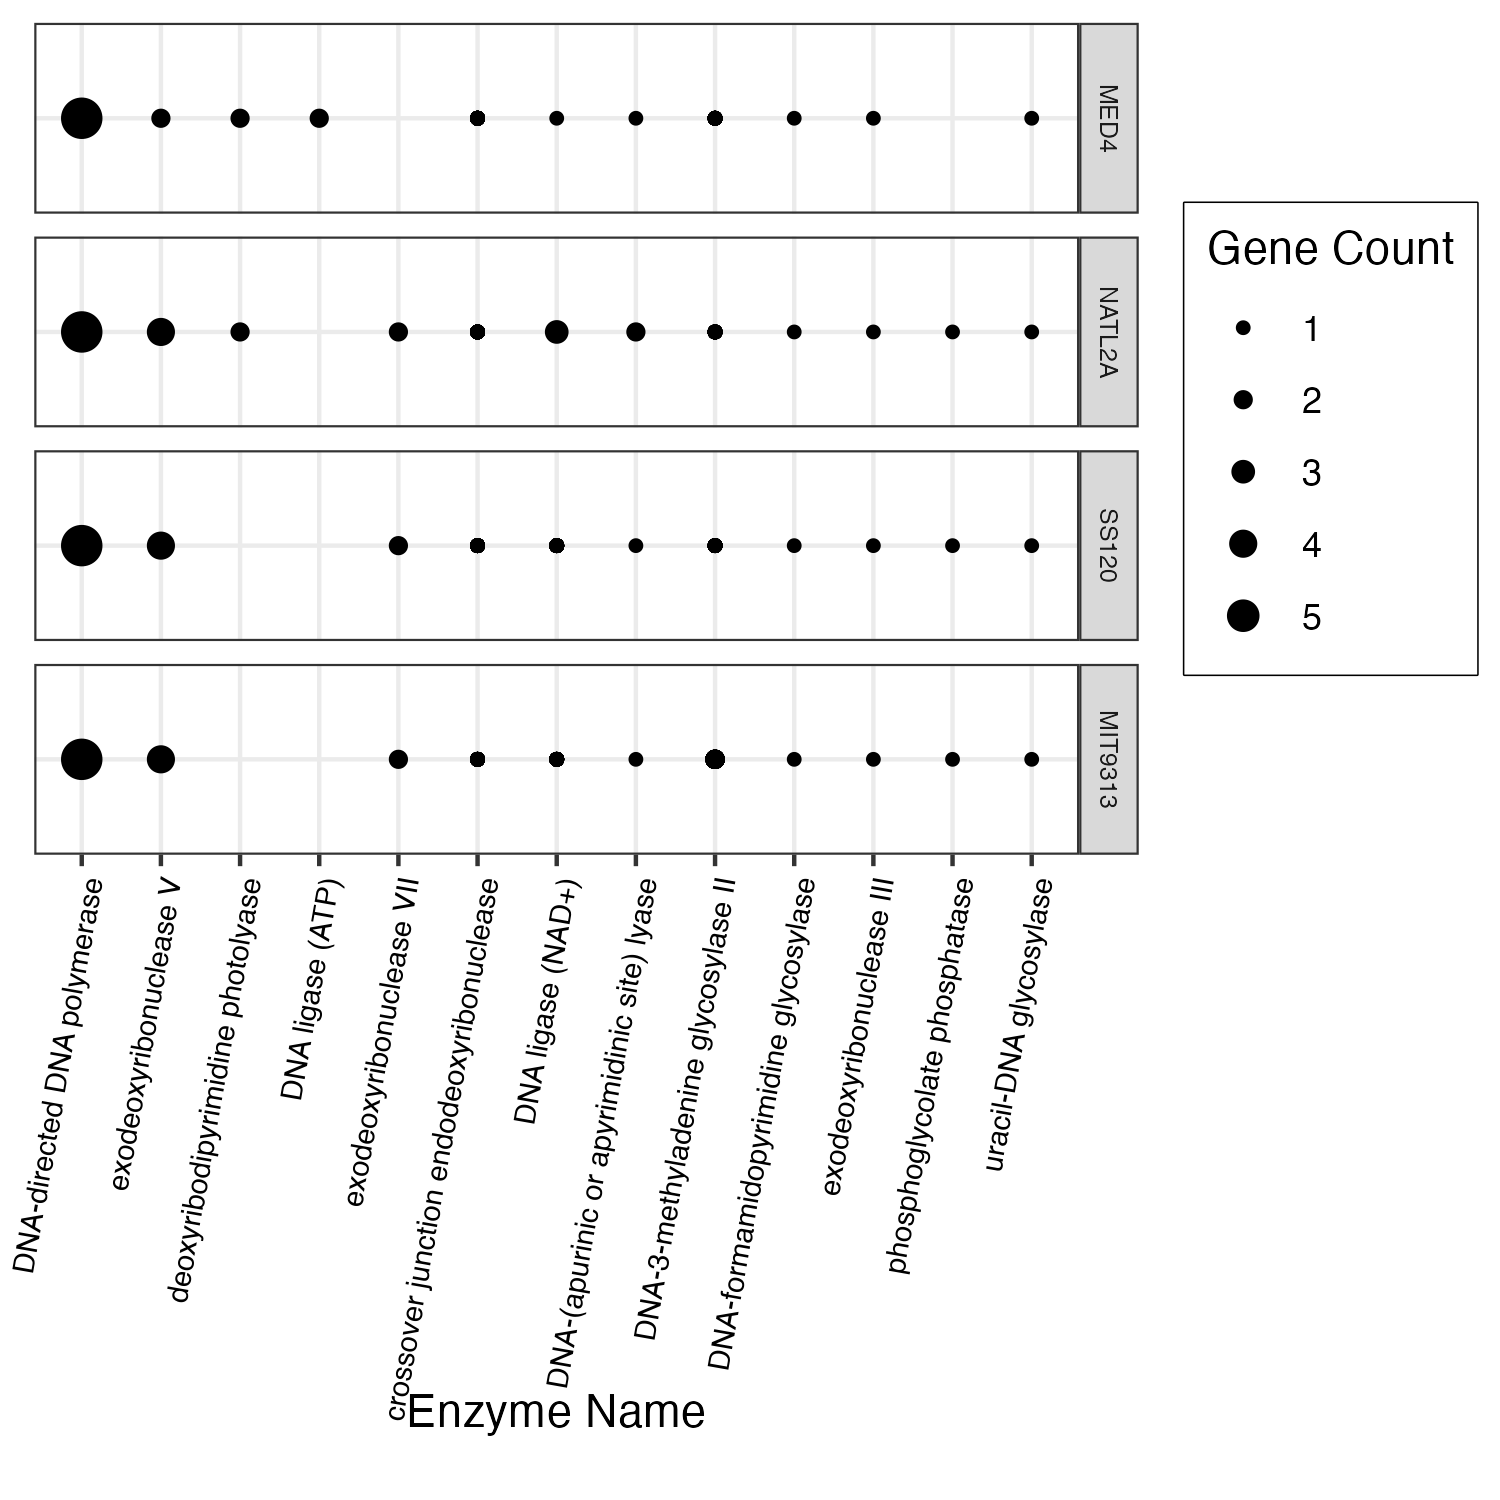 MED4
NATL2A
SS120
MIT9313
Gene Count
1
2
3
4
5
DNA-directed DNA polymerase
exodeoxyribonuclease V
deoxyribodipyrimidine photolyase
DNA ligase (ATP)
exodeoxyribonuclease VII
crossover junction endodeoxyribonuclease
DNA ligase (NAD+)
DNA-(apurinic or apyrimidinic site) lyase
DNA-3-methyladenine glycosylase II
DNA-formamidopyrimidine glycosylase
exodeoxyribonuclease III
phosphoglycolate phosphatase
uracil-DNA glycosylase
Enzyme Name